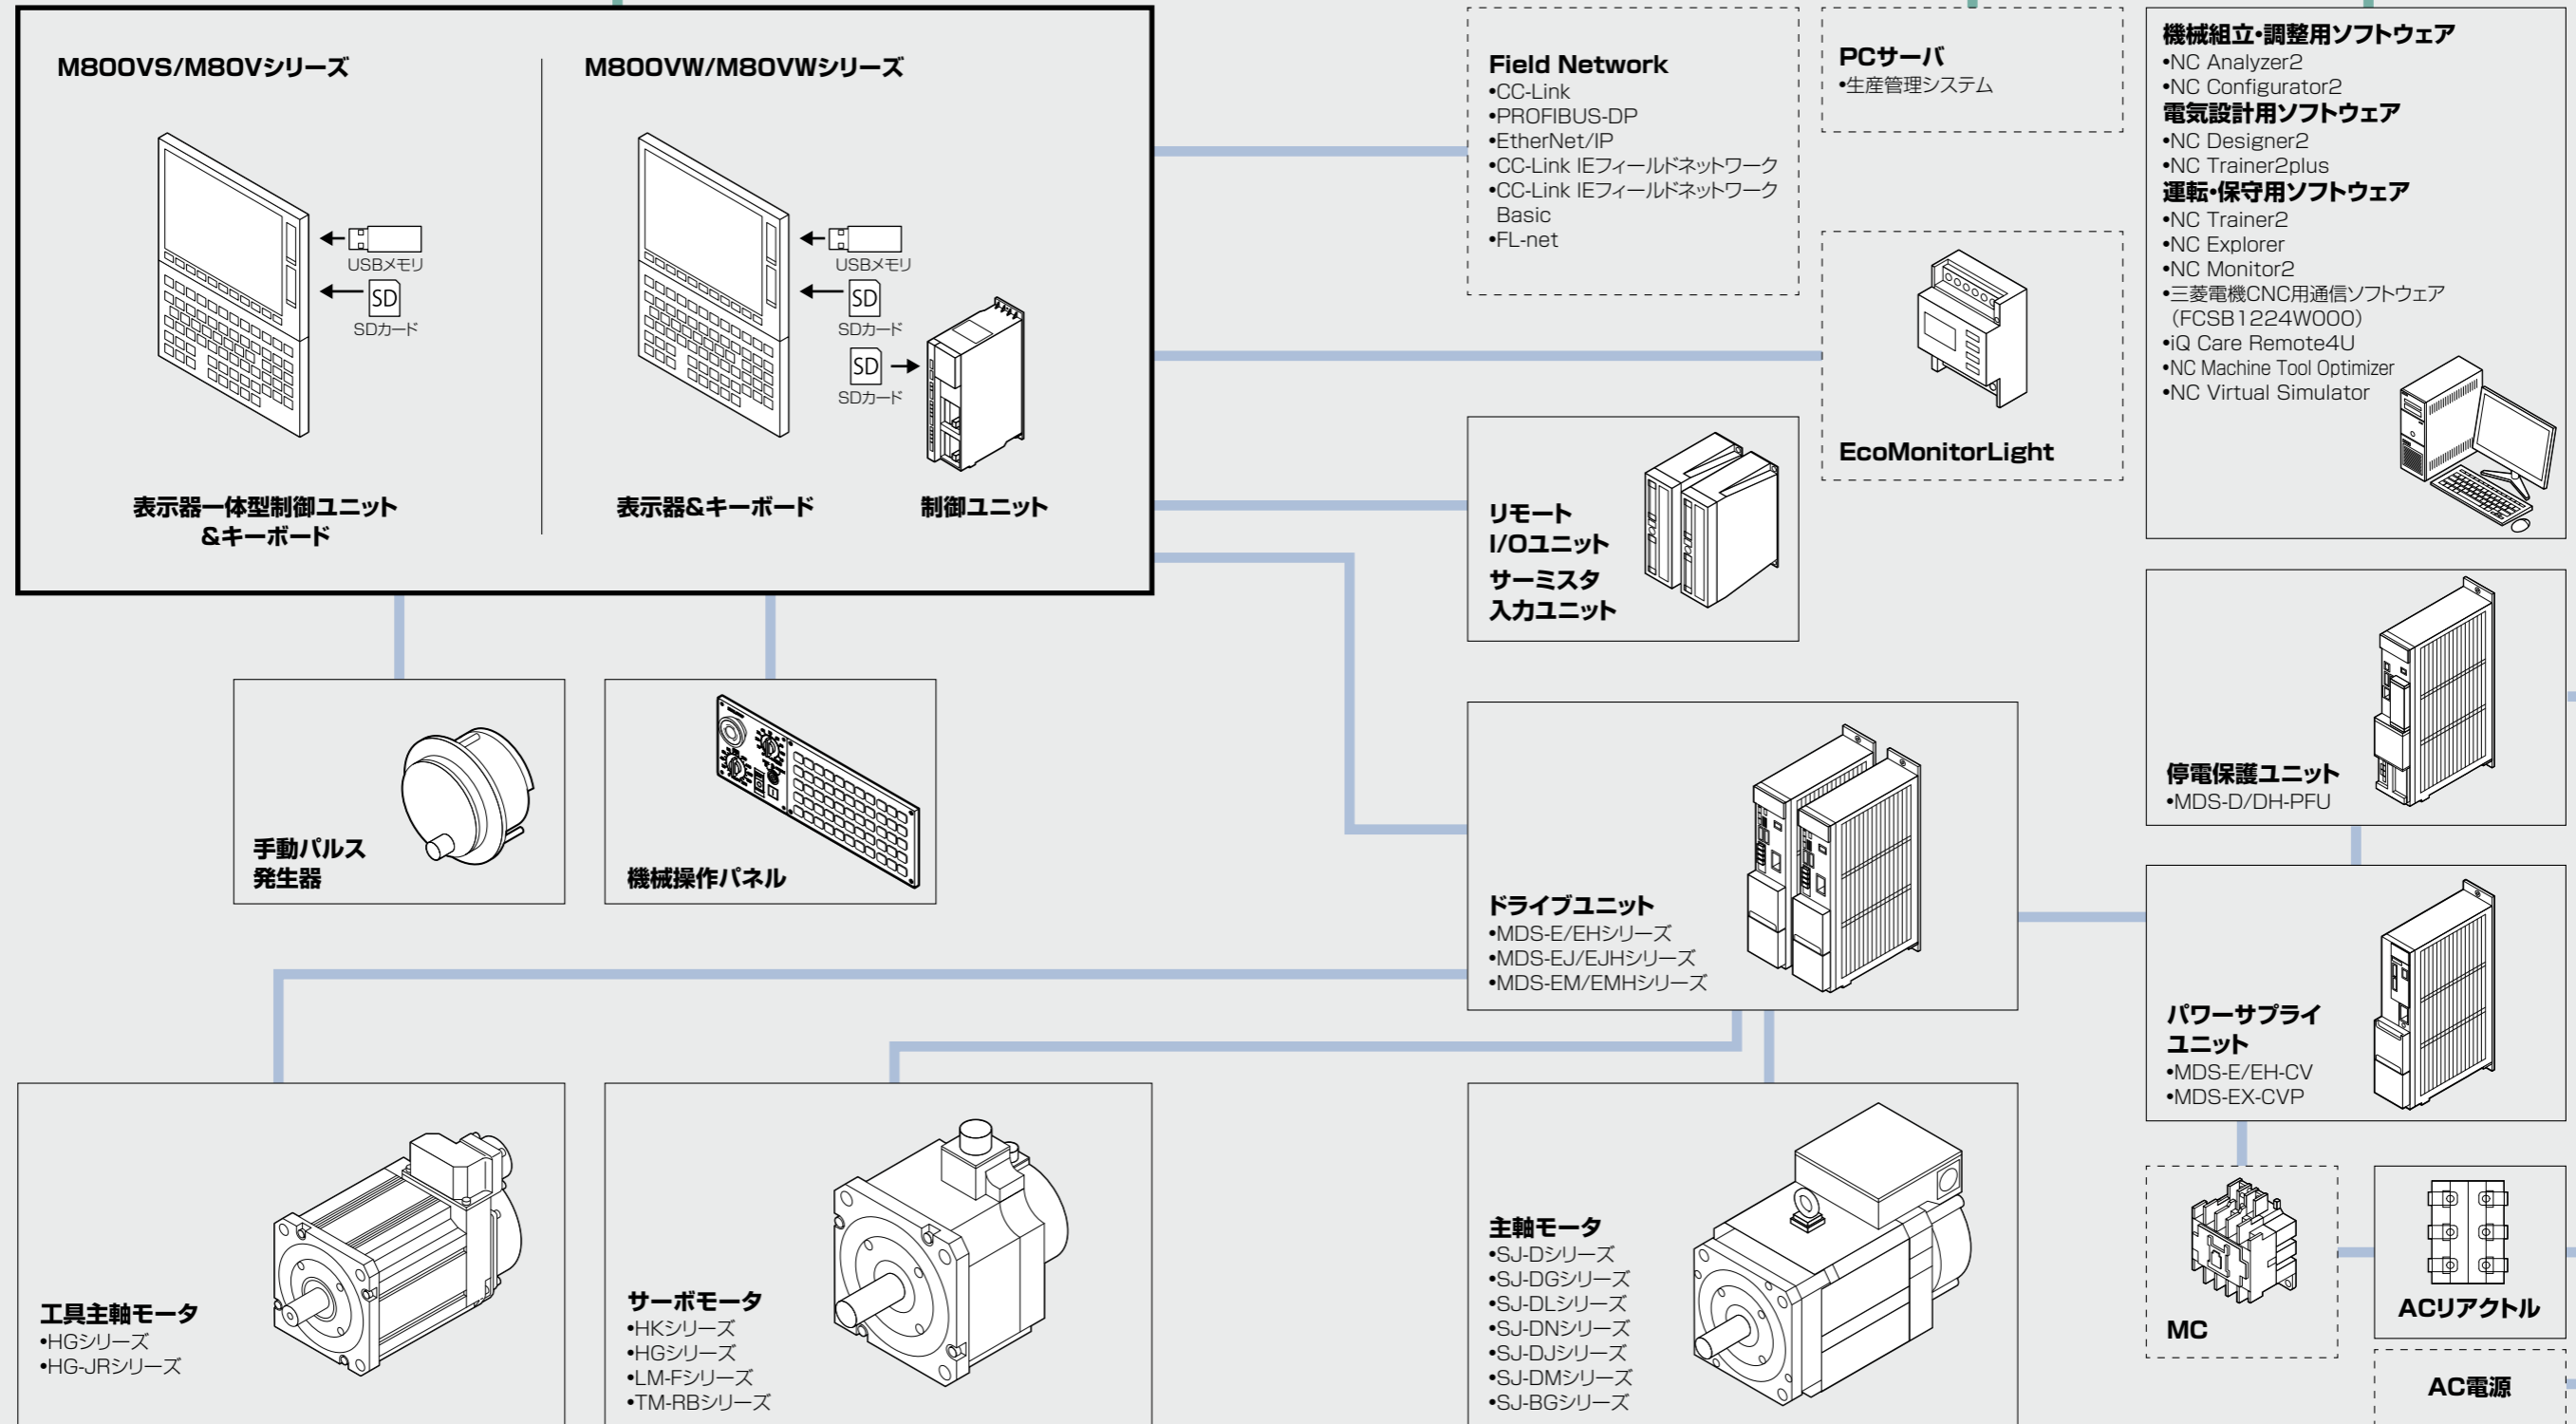 M800VS/M80Vシリーズ
USBメモリ
SD
SDカード
表示器一体型制御ユニット
&キーボード
M800VW/M80VWシリーズ
USBメモリ
SD
SDカード
SD
SDカード
表示器&キーボード
制御ユニット
Field Network
•CC-Link
•PROFIBUS-DP
•EtherNet/IP
•CC-Link IEフィールドネットワーク
•CC-Link IEフィールドネットワーク
Basic
•FL-net
PCサーバ
•生産管理システム
EcoMonitorLight
機械組立・調整用ソフトウェア
•NC Analyzer2
•NC Configurator2
電気設計用ソフトウェア
•NC Designer2
•NC Trainer2plus
運転・保守用ソフトウェア
•NC Trainer2
•NC Explorer
•NC Monitor2
•三菱電機CNC用通信ソフトウェア
（FCSB1224W000）
•iQ Care Remote4U
•NC Machine Tool Optimizer
•NC Virtual Simulator
リモート
I/Oユニット
サーミスタ
入力ユニット
手動パルス
発生器
機械操作パネル
ドライブユニット
•MDS-E/EHシリーズ
•MDS-EJ/EJHシリーズ
•MDS-EM/EMHシリーズ
停電保護ユニット
•MDS-D/DH-PFU
パワーサプライ
ユニット
•MDS-E/EH-CV
•MDS-EX-CVP
工具主軸モータ
•HGシリーズ
•HG-JRシリーズ
サーボモータ
•HKシリーズ
•HGシリーズ
•LM-Fシリーズ
•TM-RBシリーズ
主軸モータ
•SJ-Dシリーズ
•SJ-DGシリーズ
•SJ-DLシリーズ
•SJ-DNシリーズ
•SJ-DJシリーズ
•SJ-DMシリーズ
•SJ-BGシリーズ
MC
ACリアクトル
AC電源